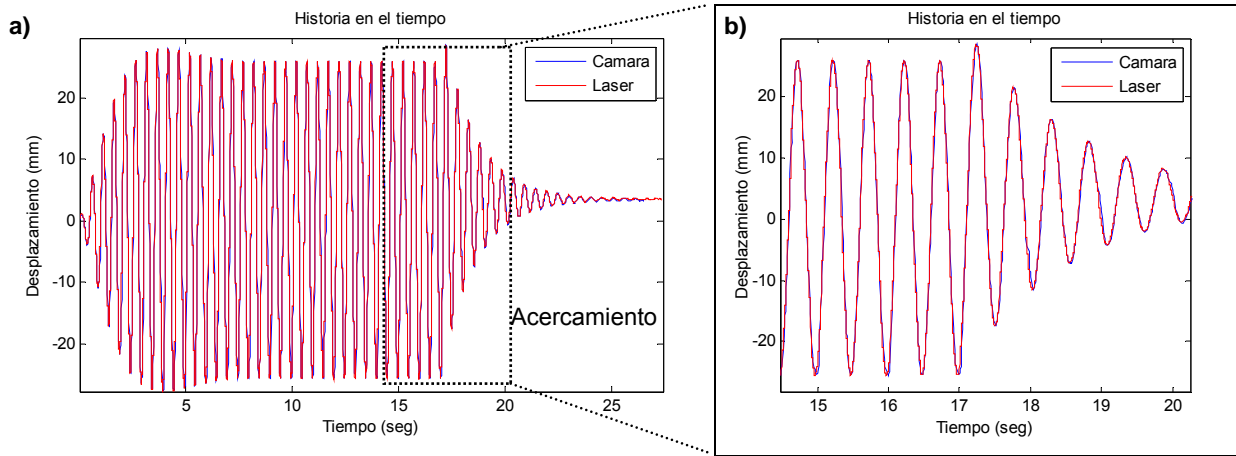 a)
Historia en el tiempo
Camara
Laser
20
10
0
-10
-20
Desplazamiento (mm)
5
10
15
20
25
Tiempo (seg)
Acercamiento
b)
Historia en el tiempo
Camara
Laser
20
10
0
-10
-20
Desplazamiento (mm)
15
16
17
18
19
20
Tiempo (seg)